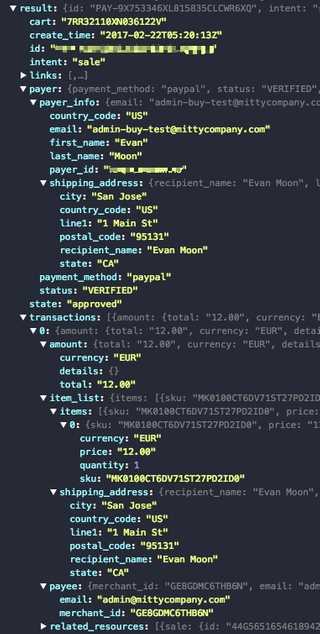 ▼ result: {id: "PAY-9X753346XL815835CLCWR6XQ", intent: "
cart: "7RR32110XN036122V"
create_time: "2017-02-22T05:20:13Z"
id:
intent: "sale"
▶ links: [,…]
▼ payer: {payment_method: "paypal", status: "VERIFIED"
▼ payer_info: {email: "admin-buy-test@mittycompany.co
country_code: "US"
email: "admin-buy-test@mittycompany.com"
first_name: "Evan"
last_name: "Moon"
payer_id:
▼ shipping_address: {recipient_name: "Evan Moon", l
city: "San Jose"
country_code: "US"
line1: "1 Main St"
postal_code: "95131"
recipient_name: "Evan Moon"
state: "CA"
payment_method: "paypal"
status: "VERIFIED"
state: "approved"
▼ transactions: [{amount: {total: "12.00", currency: "E
▼ 0: {amount: {total: "12.00", currency: "EUR", details
▼ amount: {total: "12.00", currency: "EUR", details:
currency: "EUR"
details: {}
total: "12.00"
▼ item_list: {items: [{sku: "MK0100CT6DV71ST27PD2ID0",
▼ items: [{sku: "MK0100CT6DV71ST27PD2ID0", price:
▼ 0: {sku: "MK0100CT6DV71ST27PD2ID0", price: "1
currency: "EUR"
price: "12.00"
quantity: 1
sku: "MK0100CT6DV71ST27PD2ID0"
▼ shipping_address: {recipient_name: "Evan Moon",
city: "San Jose"
country_code: "US"
line1: "1 Main St"
postal_code: "95131"
recipient_name: "Evan Moon"
state: "CA"
▼ payee: {merchant_id: "GE8GDMC6THB6N", email: "adm
email: "admin@mittycompany.com"
merchant_id: "GE8GDMC6THB6N"
▶ related_resources: [{sale: {id: "44G5651654618942